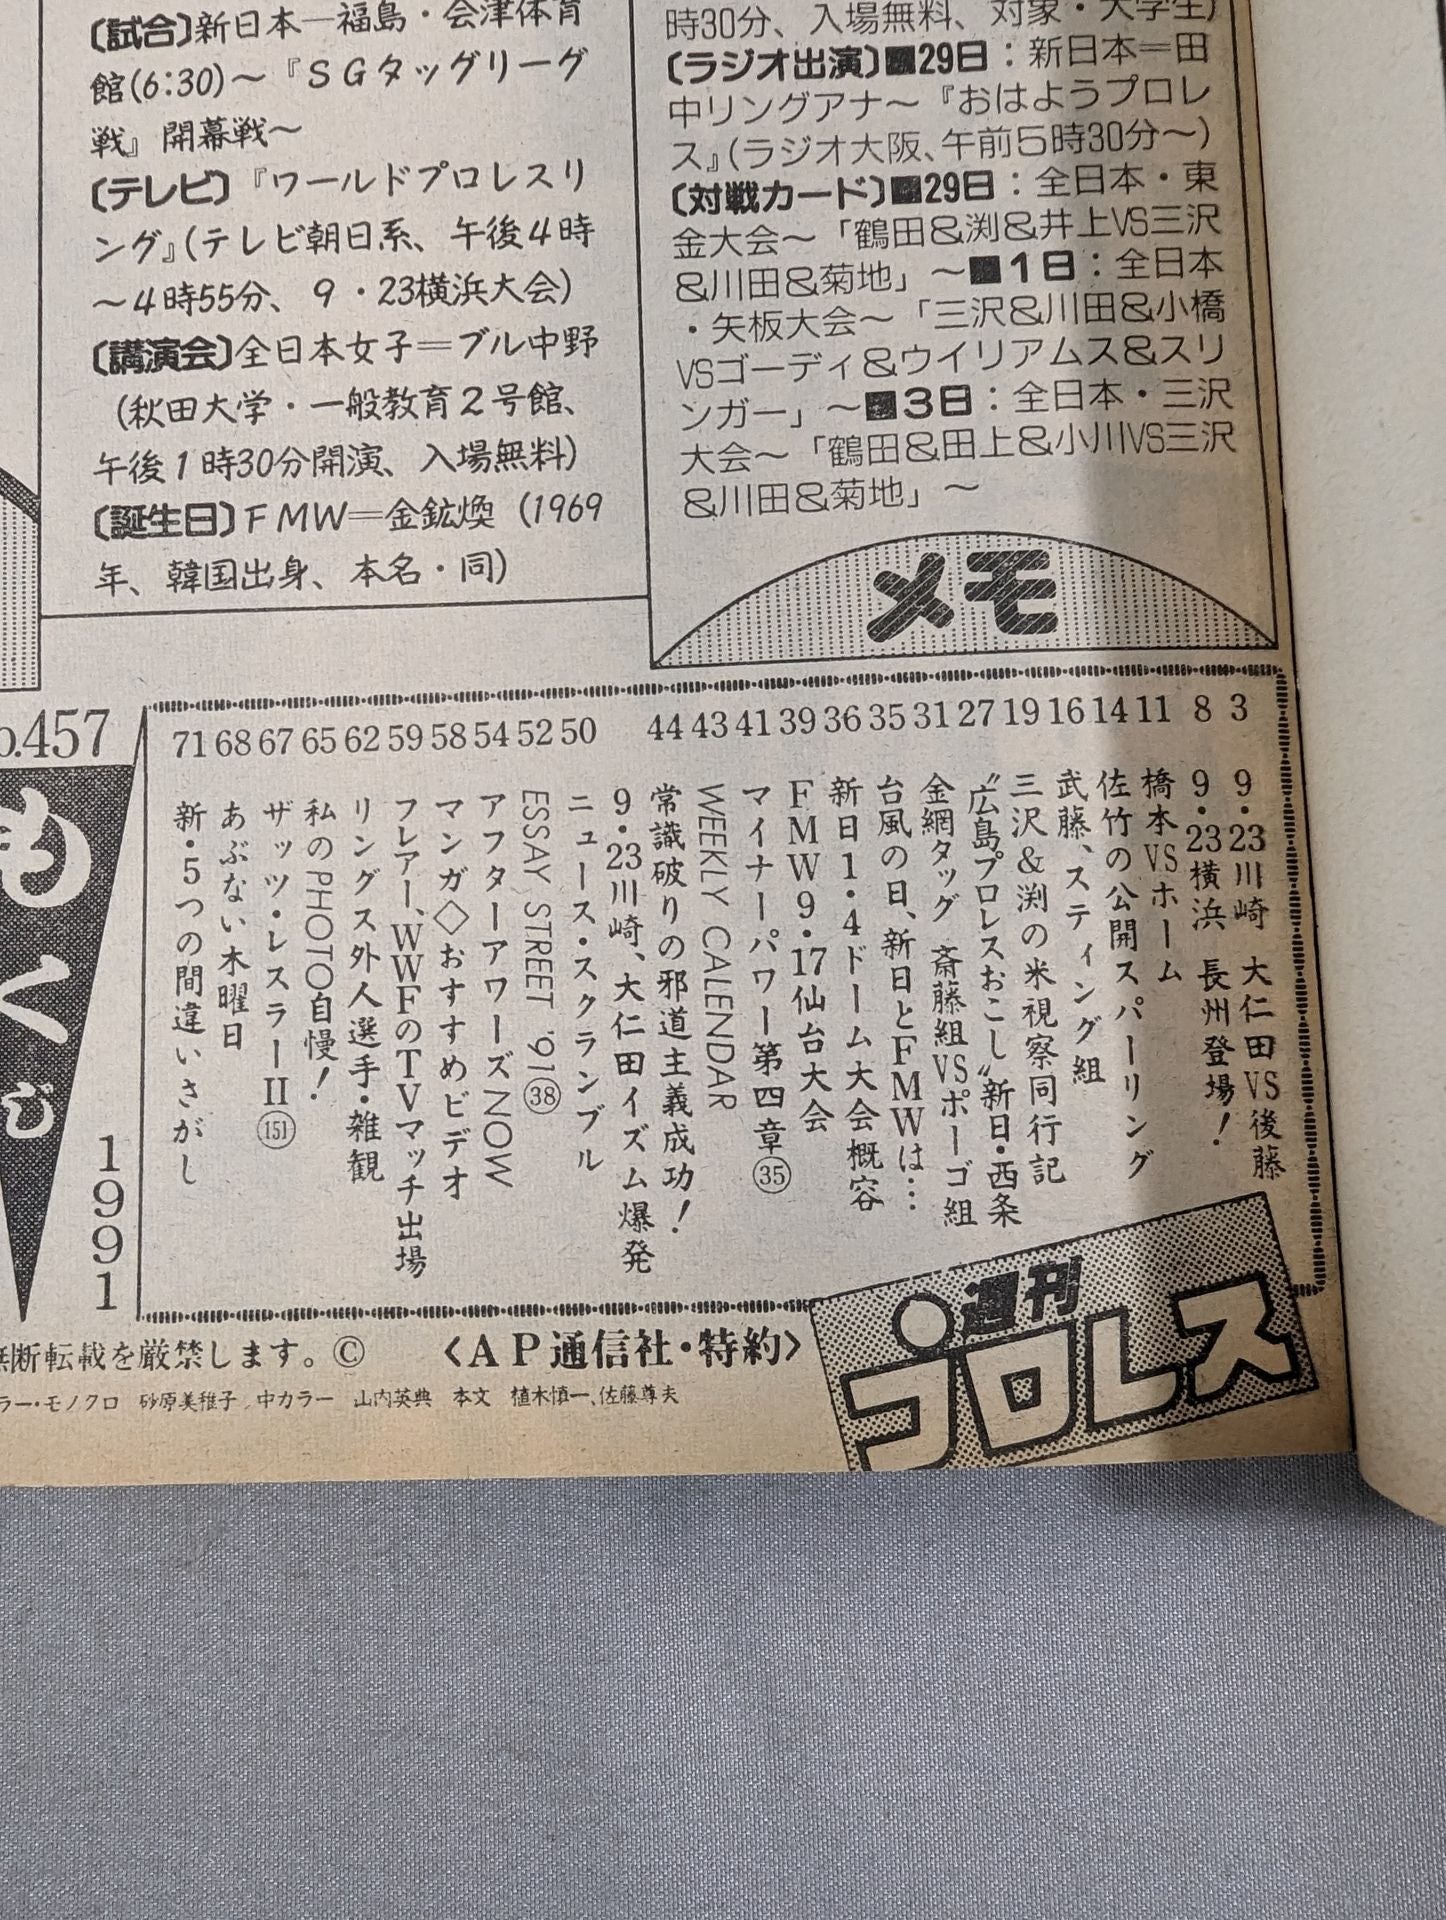 〔試合〕新日本―福島・会津体育
館(6:30)～『ＳＧタッグリーグ
戦』開幕戦～
〔テレビ〕『ワールドプロレスリ
ング』(テレビ朝日系、午後４時
～４時55分、９・23横浜大会)
〔講演会〕全日本女子＝ブル中野
(秋田大学・一般教育２号館、
午後１時30分開演、入場無料)
〔誕生日〕ＦＭＷ＝金鉱煥（1969
年、韓国出身、本名・同)
時30分、入場無料、対象・大学生)
〔ラジオ出演〕■29日：新日本＝田
中リングアナ～『おはようプロレ
ス』(ラジオ大阪、午前５時30分～)
〔対戦カード〕■29日：全日本・東
金大会～「鶴田&渕&井上VS三沢
&川田&菊地」～■１日：全日本
・矢板大会～「三沢&川田&小橋
VSゴーディ&ウイリアムス&スリ
ンガー」～■３日：全日本・三沢
大会～「鶴田&田上&小川VS三沢
&川田&菊地」～
メモ
3 9・23川崎 大仁田VS後藤
8 9・23横浜 長州登場！
11 橋本VSホーム
14 佐竹の公開スパーリング
16 武藤、スティング組
19 三沢&渕の米視察同行記
27 〝広島プロレスおこし〟新日・西条
31 金網タッグ 斎藤組VSポーゴ組
35 台風の日、新日とFMWは…
36 新日1・4ドーム大会概容
39 FMW9・17仙台大会
41 マイナーパワー第四章㉟
43 WEEKLY CALENDAR
44 常識破りの邪道主義成功！
9・23川崎、大仁田イズム爆発
50 ニュース・スクランブル
52 ESSAY STREET '91㊳
54 アフターアワーズNOW
58 マンガ◇おすすめビデオ
59 フレアー、WWFのTVマッチ出場
62 リングス外人選手・雑観
65 私のPHOTO自慢！
67 ザッツ・レスラーⅡ(151)
68 あぶない木曜日
71 新・5つの間違いさがし
o.457
もくじ
1991
週刊
プロレス
無断転載を厳禁します。©　〈ＡＰ通信社・特約〉
ラー・モノクロ　砂原美稚子　中カラー　山内英典　本文　植木慎一、佐藤尊夫